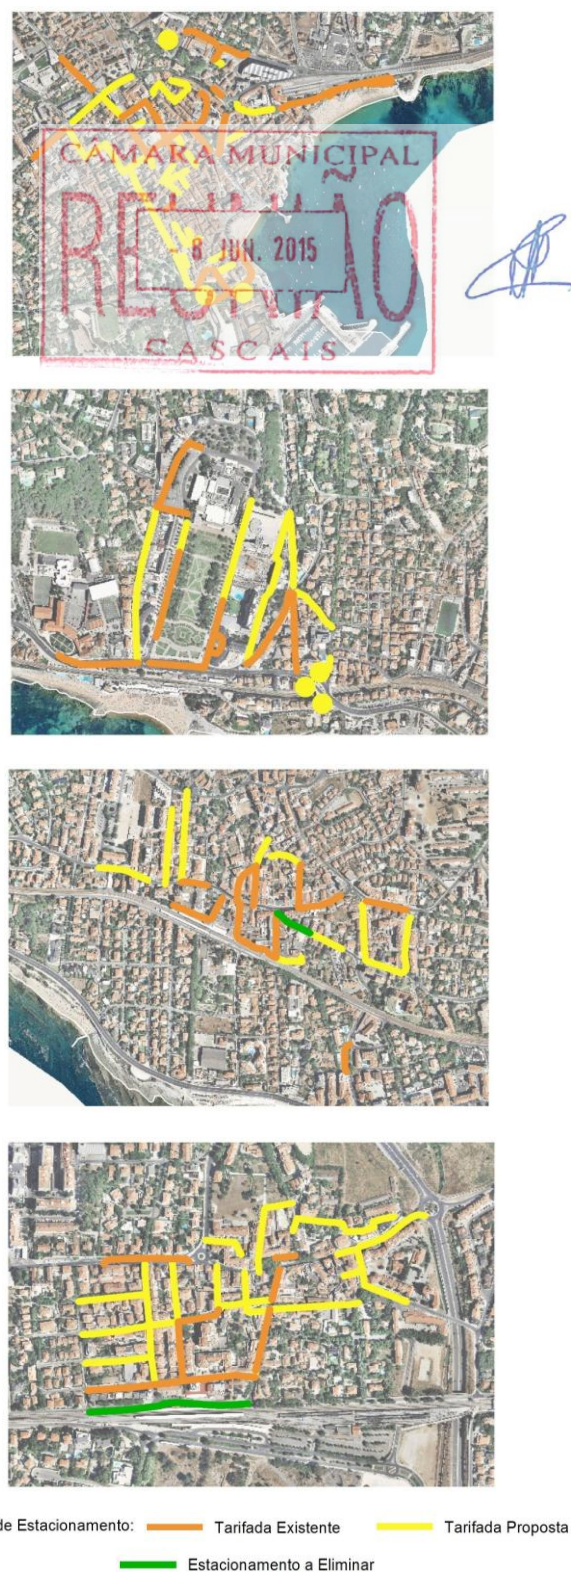 CÂMARA MUNICIPAL
REUNIÃO
- 8 JUN. 2015
CASCAIS
de Estacionamento: Tarifada Existente Tarifada Proposta
Estacionamento a Eliminar